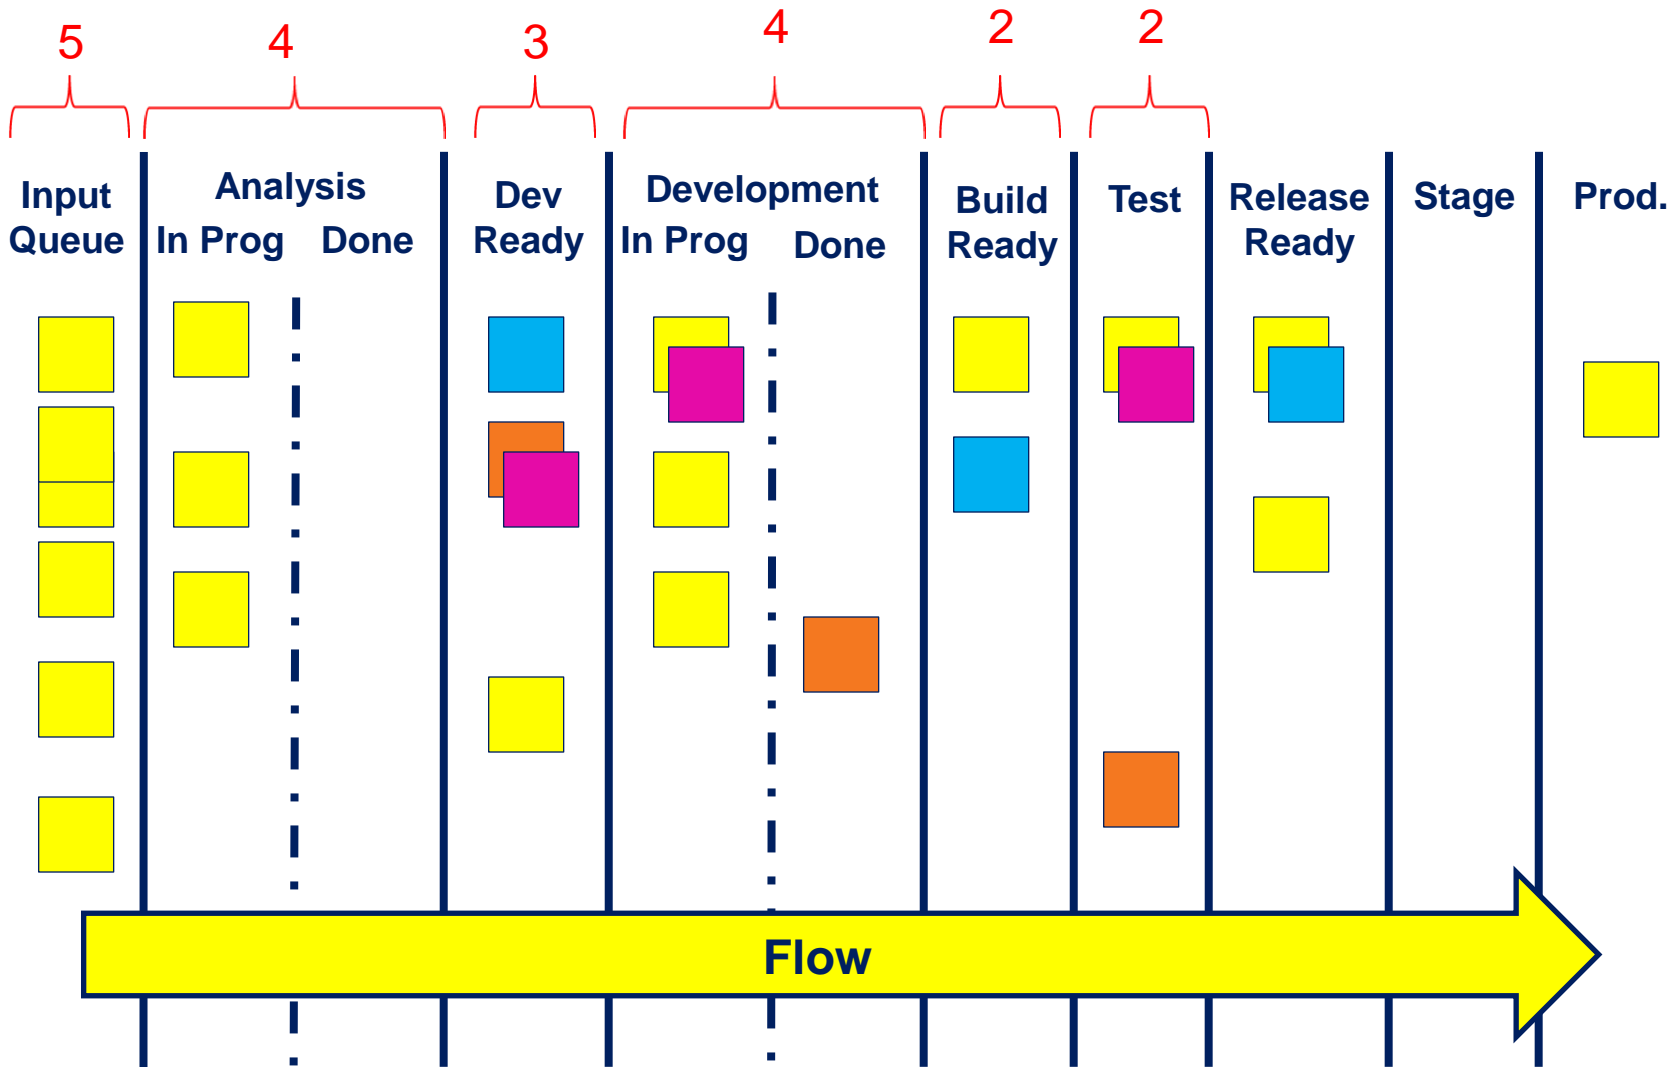 5
4
3
4
2
2
Input
Queue
Analysis
In Prog
Done
Dev
Ready
Development
In Prog
Done
Build
Ready
Test
Release
Ready
Stage
Prod.
Flow